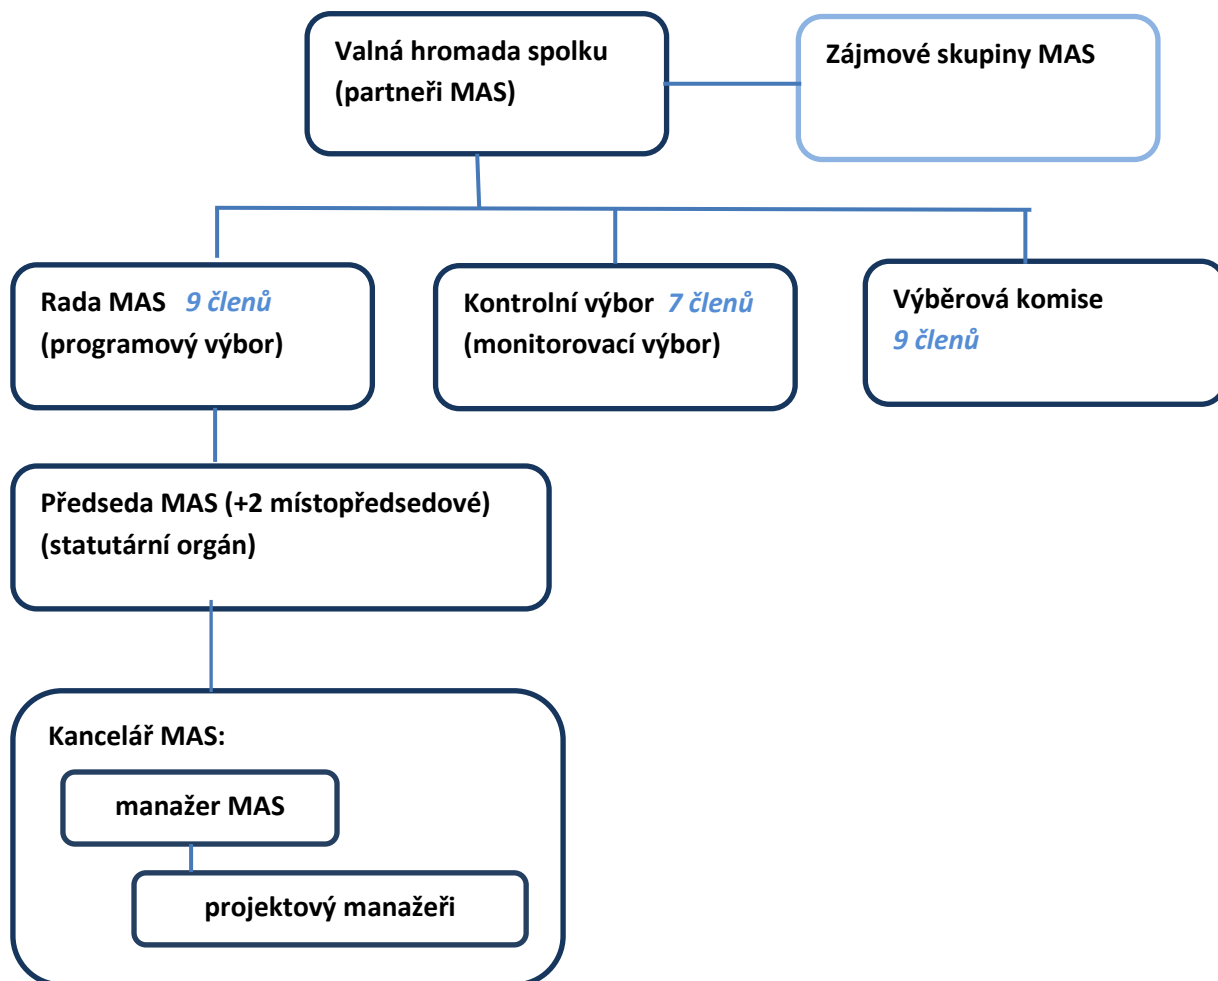 Valná hromada spolku
(partneři MAS)
Zájmové skupiny MAS
Rada MAS 9 členů
(programový výbor)
Kontrolní výbor 7 členů
(monitorovací výbor)
Výběrová komise
9 členů
Předseda MAS (+2 místopředsedové)
(statutární orgán)
Kancelář MAS:
manažer MAS
projektový manažeři